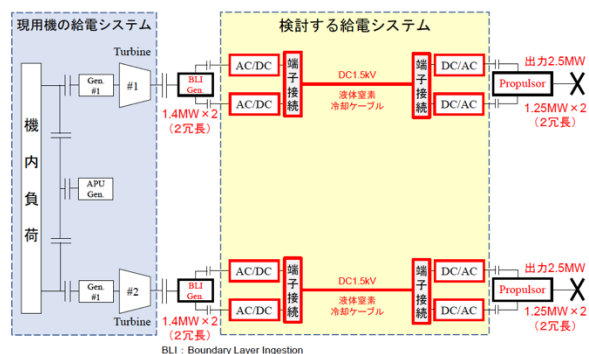 現用機の給電システム
検討する給電システム
Turbine
Gen.
#1
#1
BLI
Gen.
1.4MW×2
(2冗長)
AC/DC
AC/DC
端子接続
DC1.5kV
液体窒素
冷却ケーブル
端子接続
DC/AC
DC/AC
出力2.5MW
Propulsor
1.25MW×2
(2冗長)
機内負荷
APU
Gen.
Gen.
#1
#2
Turbine
BLI
Gen.
1.4MW×2
(2冗長)
AC/DC
AC/DC
端子接続
DC1.5kV
液体窒素
冷却ケーブル
端子接続
DC/AC
DC/AC
出力2.5MW
Propulsor
1.25MW×2
(2冗長)
BLI : Boundary Layer Ingestion